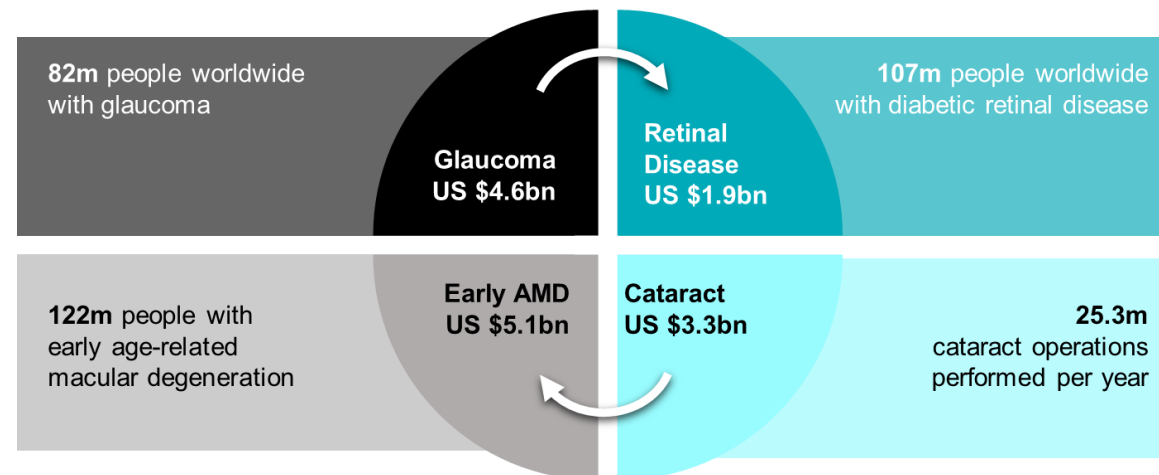 82m people worldwide
with glaucoma
Glaucoma
US $4.6bn
Retinal
Disease
US $1.9bn
107m people worldwide
with diabetic retinal disease
122m people with
early age-related
macular degeneration
Early AMD
US $5.1bn
Cataract
US $3.3bn
25.3m
cataract operations
performed per year